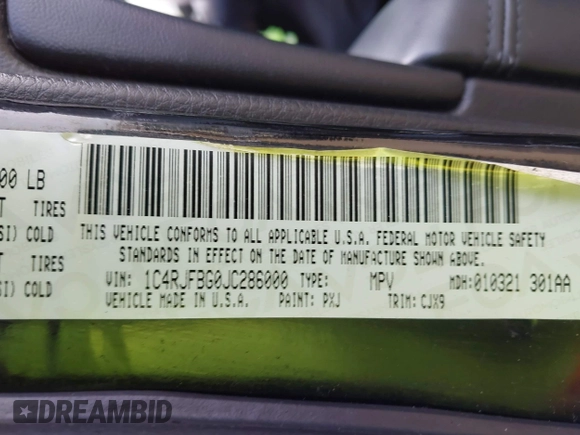 00 LB
T TIRES
SI) COLD
T TIRES
SI) COLD
THIS VEHICLE CONFORMS TO ALL APPLICABLE U.S.A. FEDERAL MOTOR VEHICLE SAFETY
STANDARDS IN EFFECT ON THE DATE OF MANUFACTURE SHOWN ABOVE.
VIN: 1C4RJFBG0JC286000 TYPE: MPV MDH:010321 301AA
VEHICLE MADE IN U.S.A. PAINT: PXJ TRIM: CJX9
DREAMBID